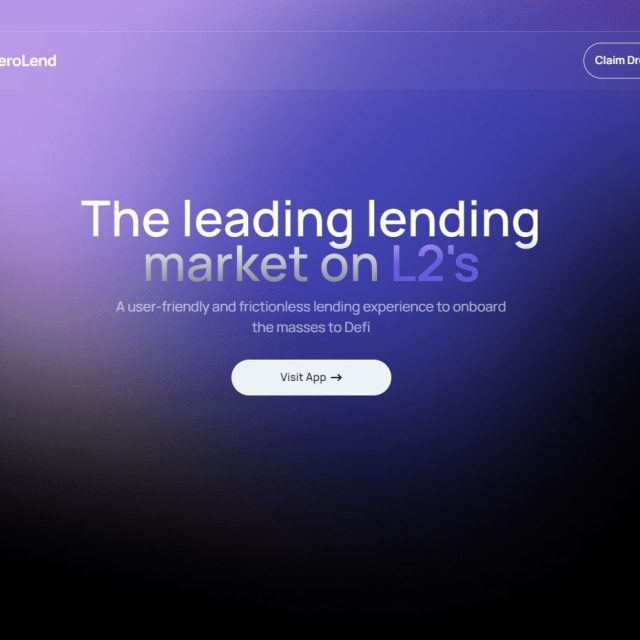 eroLend
Claim Dr
The leading lending
market on L2's
A user-friendly and frictionless lending experience to onboard
the masses to Defi
Visit App →